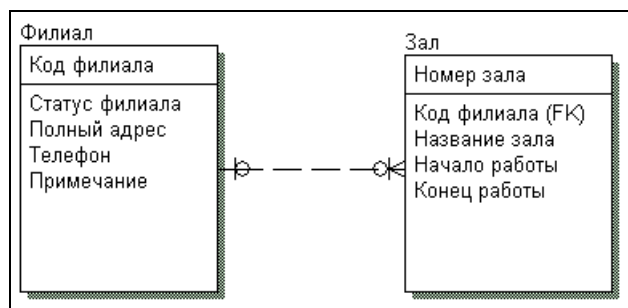 Филиал
Код филиала
Статус филиала
Полный адрес
Телефон
Примечание
Зал
Номер зала
Код филиала (FK)
Название зала
Начало работы
Конец работы